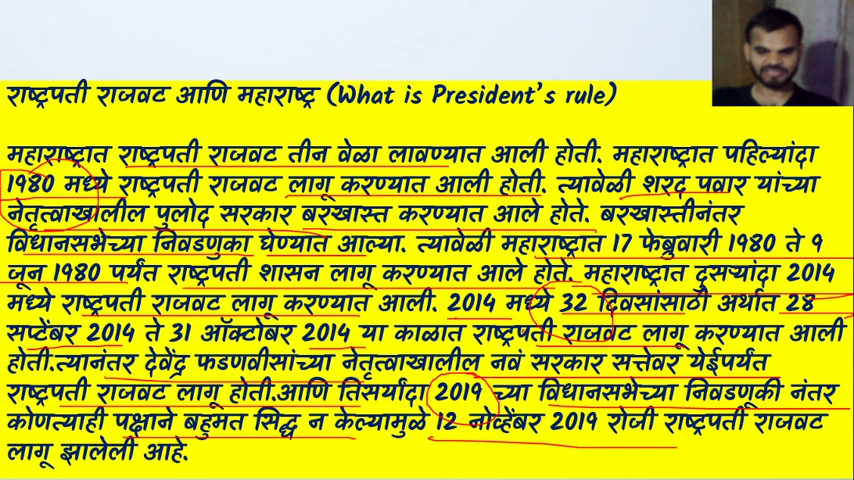 राष्ट्रपती राजवट आणि महाराष्ट्र (What is President's rule)
महाराष्ट्रात राष्ट्रपती राजवट तीन वेळा लावण्यात आली होती. महाराष्ट्रात पहिल्यांदा
1980 मध्ये राष्ट्रपती राजवट लागू करण्यात आली होती. त्यावेळी शरद पवार यांच्या
नेतृत्वाखालील पुलोद सरकार बरखास्त करण्यात आले होते. बरखास्तीनंतर
विधानसभेच्या निवडणुका घेण्यात आल्या. त्यावेळी महाराष्ट्रात 17 फेब्रुवारी 1980 ते 9
जून 1980 पर्यंत राष्ट्रपती शासन लागू करण्यात आले होते. महाराष्ट्रात दुसऱ्यांदा 2014
मध्ये राष्ट्रपती राजवट लागू करण्यात आली. 2014 मध्ये 32 दिवसांसाठी अर्थात 28
सप्टेंबर 2014 ते 31 ऑक्टोबर 2014 या काळात राष्ट्रपती राजवट लागू करण्यात आली
होती.त्यानंतर देवेंद्र फडणवीसांच्या नेतृत्वाखालील नवं सरकार सत्तेवर येईपर्यंत
राष्ट्रपती राजवट लागू होती.आणि तिसर्यांदा 2019 च्या विधानसभेच्या निवडणूकी नंतर
कोणत्याही पक्षाने बहुमत सिद्ध न केल्यामुळे 12 नोव्हेंबर 2019 रोजी राष्ट्रपती राजवट
लागू झालेली आहे.